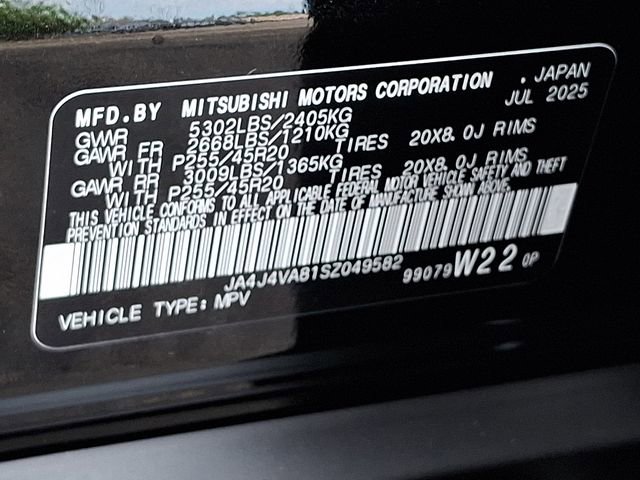 MFD.BY MITSUBISHI MOTORS CORPORATION . JAPAN
GVWR 5302LBS/2405KG JUL 2025
GAWR FR 2668LBS/1210KG
WITH P255/45R20 TIRES 20X8.0J RIMS
GAWR RR 3009LBS/1365KG
WITH P255/45R20 TIRES 20X8.0J RIMS
THIS VEHICLE CONFORMS TO ALL APPLICABLE FEDERAL MOTOR VEHICLE SAFETY AND THEFT
PREVENTION STANDARDS IN EFFECT ON THE DATE OF MANUFACTURE SHOWN ABOVE.
JA4J4VA81SZ049582
VEHICLE TYPE: MPV 99079W22 0P